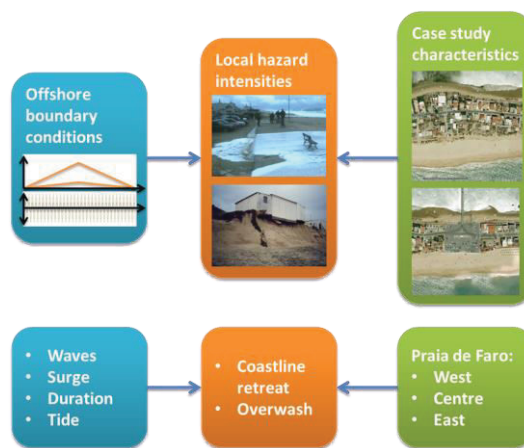 Offshore
boundary
conditions
Local hazard
intensities
Case study
characteristics
• Waves
• Surge
• Duration
• Tide
• Coastline
retreat
• Overwash
Praia de Faro:
• West
• Centre
• East